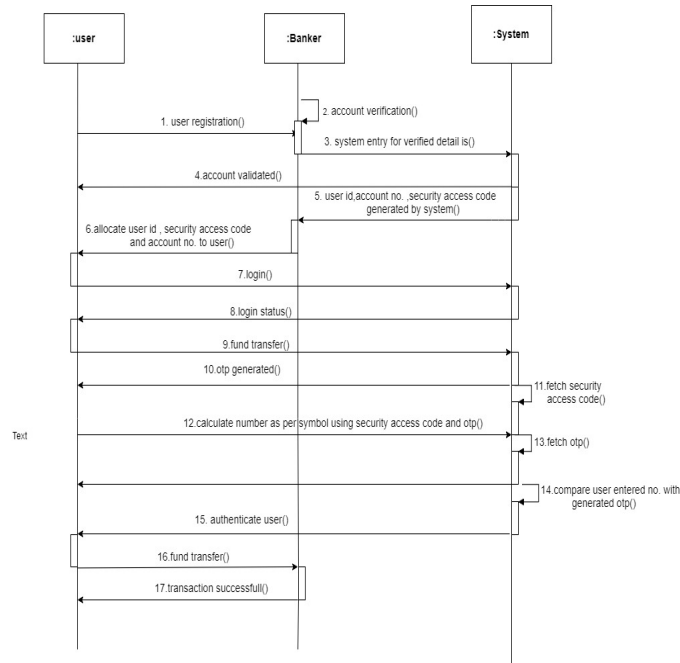 :user
:Banker
:System
2. account verification()
1. user registration()
3. system entry for verified detail is()
4.account validated()
5. user id,account no. ,security access code
generated by system()
6.allocate user id , security access code
and account no. to user()
7.login()
8.login status()
9.fund transfer()
10.otp generated()
11.fetch security
access code()
12.calculate number as per symbol using security access code and otp()
Text
13.fetch otp()
14.compare user entered no. with
generated otp()
15. authenticate user()
16.fund transfer()
17.transaction successfull()